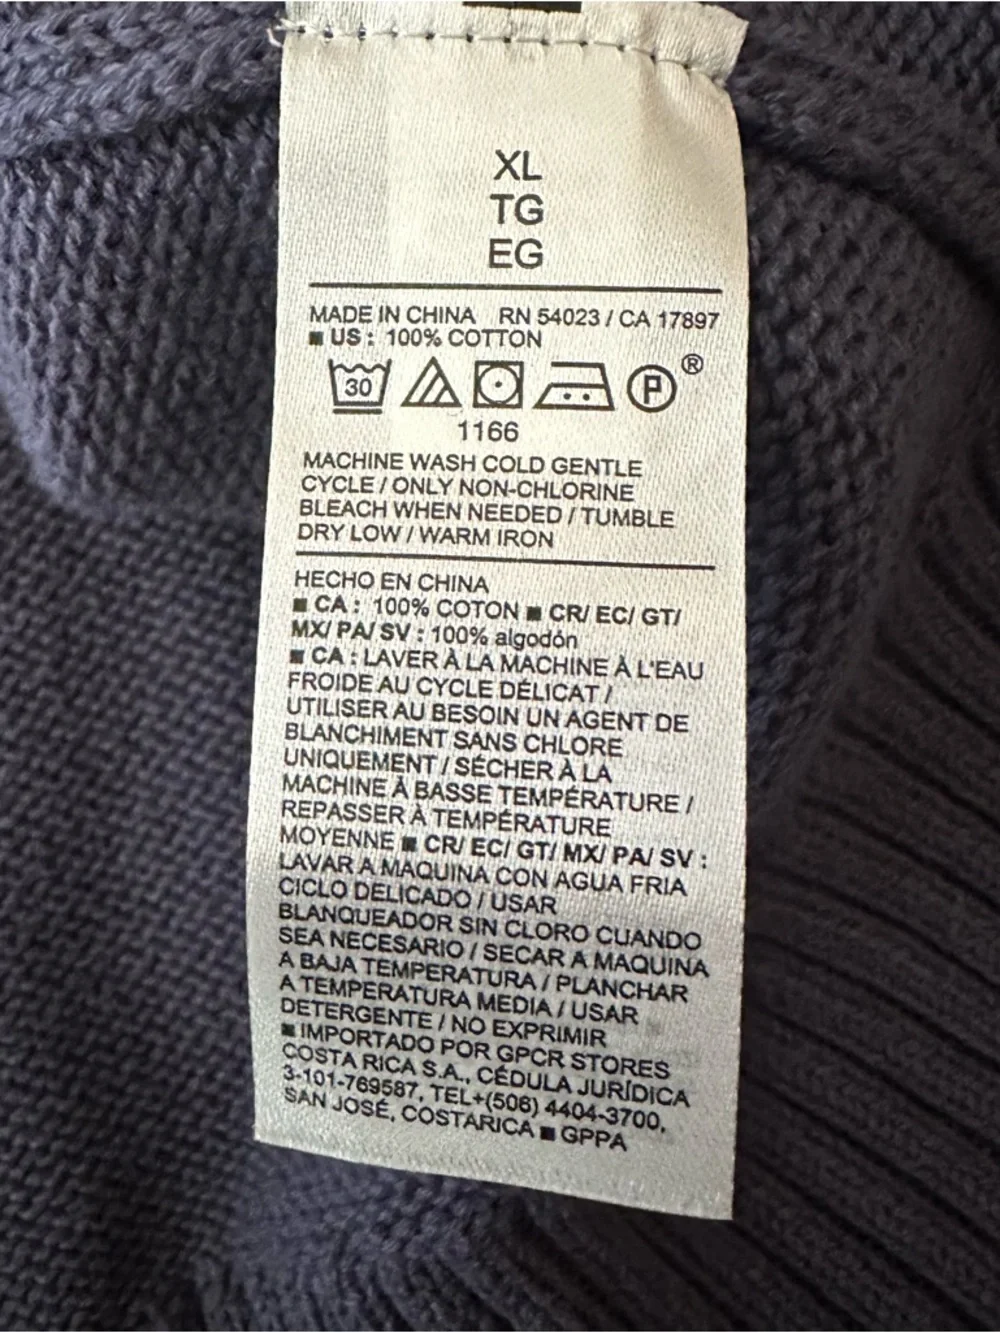 XL
TG
EG
MADE IN CHINA RN 54023 / CA 17897
■ US : 100% COTTON
30 P ®
1166
MACHINE WASH COLD GENTLE
CYCLE / ONLY NON-CHLORINE
BLEACH WHEN NEEDED / TUMBLE
DRY LOW / WARM IRON
HECHO EN CHINA
■ CA : 100% COTON ■ CR/ EC/ GT/
MX/ PA/ SV : 100% algodón
■ CA : LAVER À LA MACHINE À L'EAU
FROIDE AU CYCLE DÉLICAT /
UTILISER AU BESOIN UN AGENT DE
BLANCHIMENT SANS CHLORE
UNIQUEMENT / SÉCHER À LA
MACHINE À BASSE TEMPÉRATURE /
REPASSER À TEMPÉRATURE
MOYENNE ■ CR/ EC/ GT/ MX/ PA/ SV :
LAVAR A MAQUINA CON AGUA FRIA
CICLO DELICADO / USAR
BLANQUEADOR SIN CLORO CUANDO
SEA NECESARIO / SECAR A MAQUINA
A BAJA TEMPERATURA / PLANCHAR
A TEMPERATURA MEDIA / USAR
DETERGENTE / NO EXPRIMIR
■ IMPORTADO POR GPCR STORES
COSTA RICA S.A., CÉDULA JURÍDICA
3-101-769587, TEL+(506) 4404-3700,
SAN JOSÉ, COSTARICA ■ GPPA